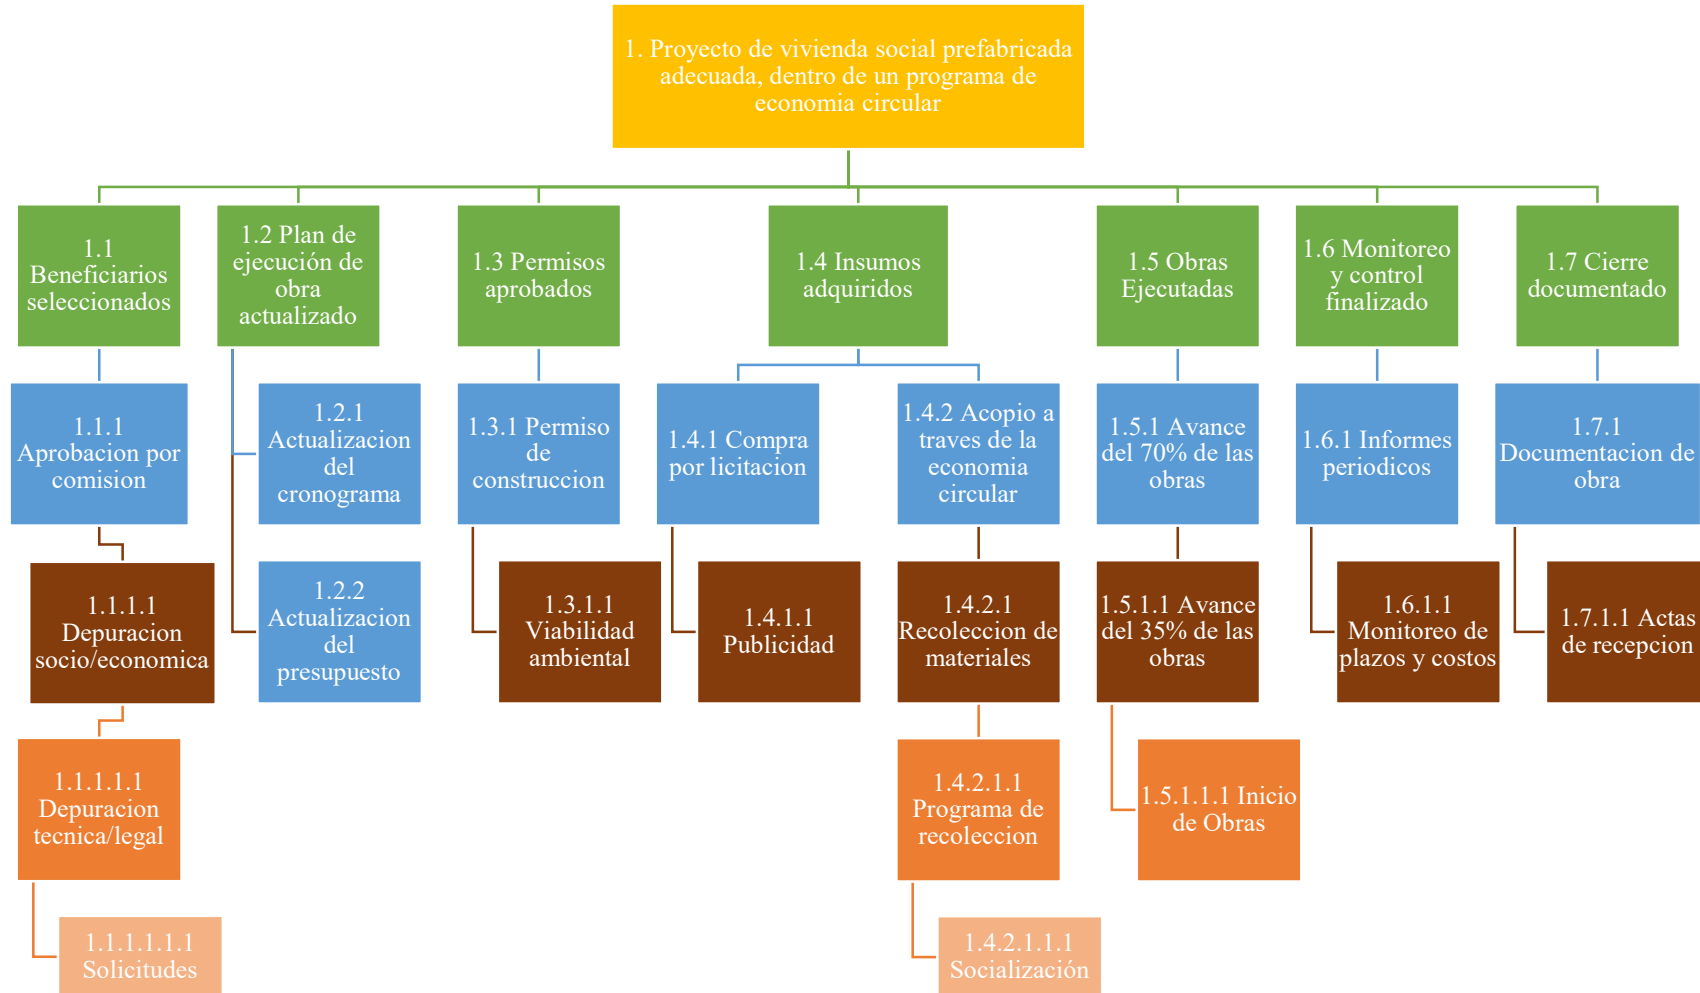 1. Proyecto de vivienda social prefabricada
adecuada, dentro de un programa de
economia circular
1.1
Beneficiarios
seleccionados
1.2 Plan de
ejecución de
obra
actualizado
1.3 Permisos
aprobados
1.4 Insumos
adquiridos
1.5 Obras
Ejecutadas
1.6 Monitoreo
y control
finalizado
1.7 Cierre
documentado
1.1.1
Aprobacion por
comision
1.2.1
Actualizacion
del
cronograma
1.3.1 Permiso
de
construccion
1.4.1 Compra
por licitacion
1.4.2 Acopio a
traves de la
economia
circular
1.5.1 Avance
del 70% de las
obras
1.6.1 Informes
periodicos
1.7.1
Documentacion de
obra
1.1.1.1
Depuracion
socio/economica
1.2.2
Actualizacion
del
presupuesto
1.3.1.1
Viabilidad
ambiental
1.4.1.1
Publicidad
1.4.2.1
Recoleccion de
materiales
1.5.1.1 Avance
del 35% de las
obras
1.6.1.1
Monitoreo de
plazos y costos
1.7.1.1 Actas
de recepcion
1.1.1.1.1
Depuracion
tecnica/legal
1.4.2.1.1
Programa de
recoleccion
1.5.1.1.1 Inicio
de Obras
1.1.1.1.1.1
Solicitudes
1.4.2.1.1.1
Socialización